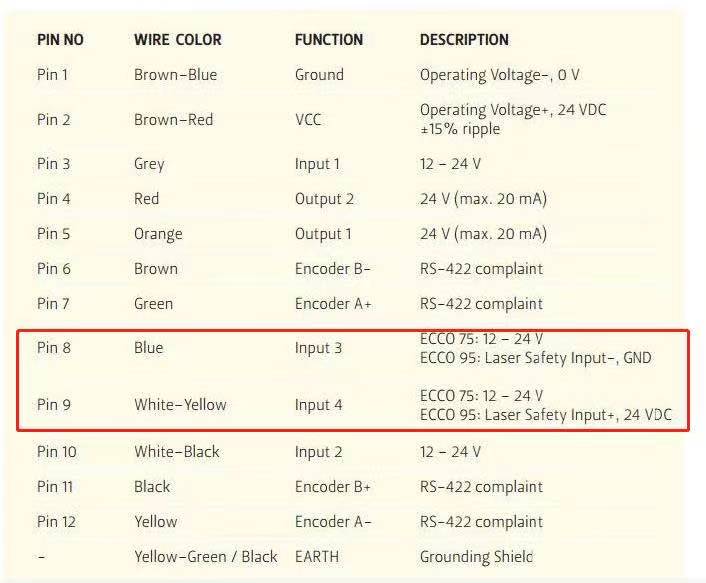 PIN NO WIRE COLOR FUNCTION DESCRIPTION
Pin 1 Brown–Blue Ground Operating Voltage–, 0 V
Pin 2 Brown–Red VCC Operating Voltage+, 24 VDC
±15% ripple
Pin 3 Grey Input 1 12 – 24 V
Pin 4 Red Output 2 24 V (max. 20 mA)
Pin 5 Orange Output 1 24 V (max. 20 mA)
Pin 6 Brown Encoder B– RS–422 complaint
Pin 7 Green Encoder A+ RS–422 complaint
Pin 8 Blue Input 3 ECCO 75: 12 – 24 V
ECCO 95: Laser Safety Input–, GND
Pin 9 White–Yellow Input 4 ECCO 75: 12 – 24 V
ECCO 95: Laser Safety Input+, 24 VDC
Pin 10 White–Black Input 2 12 – 24 V
Pin 11 Black Encoder B+ RS–422 complaint
Pin 12 Yellow Encoder A– RS–422 complaint
– Yellow–Green / Black EARTH Grounding Shield